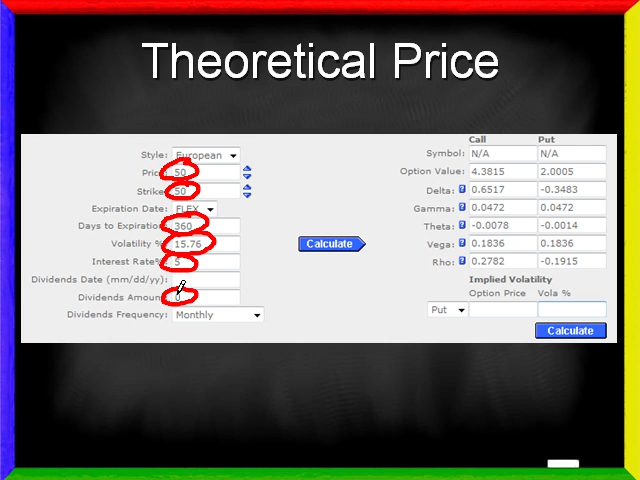 Theoretical Price
Call Put
Style: European Symbol: N/A N/A
Price: 50 Option Value: 4.3815 2.0005
Strike: 50 Delta: ? 0.6517 -0.3483
Expiration Date: FLEX Gamma: ? 0.0472 0.0472
Days to Expiration: 360 Theta: ? -0.0078 -0.0014
Volatility %: 15.76 Calculate Vega: ? 0.1836 0.1836
Interest Rate%: 5 Rho: ? 0.2782 -0.1915
Dividends Date (mm/dd/yy): Implied Volatility
Dividends Amount: 0 Option Price Vola %
Dividends Frequency: Monthly Put
Calculate